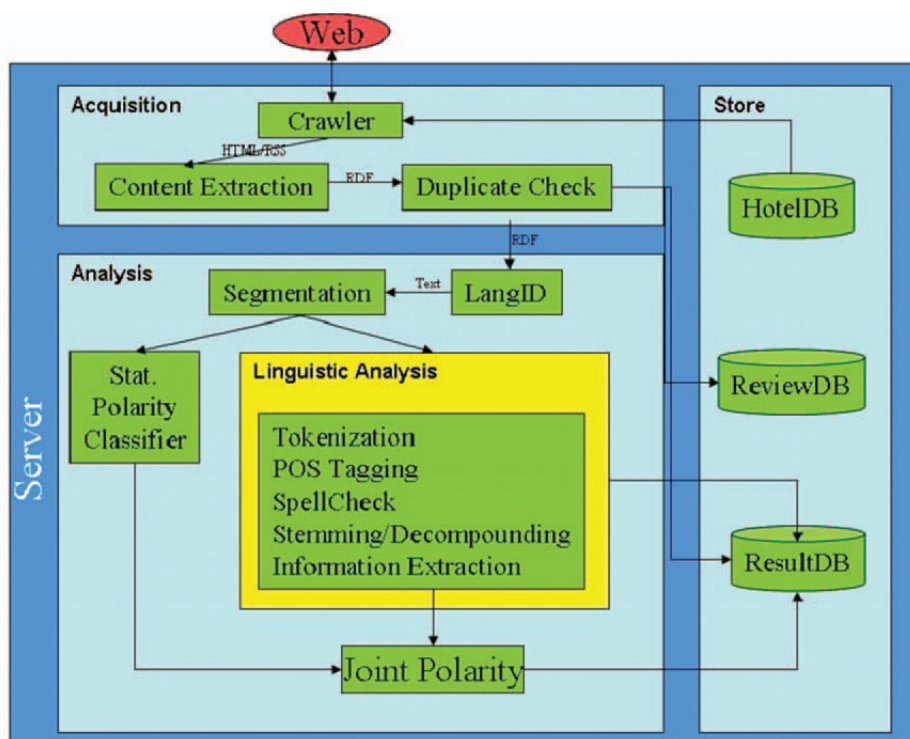 Web
Server
Acquisition
Crawler
HTML/RSS
Content Extraction
RDF
Duplicate Check
RDF
Analysis
Segmentation
Text
LangID
Stat.
Polarity
Classifier
Linguistic Analysis
Tokenization
POS Tagging
SpellCheck
Stemming/Decompounding
Information Extraction
Joint Polarity
Store
HotelDB
ReviewDB
ResultDB